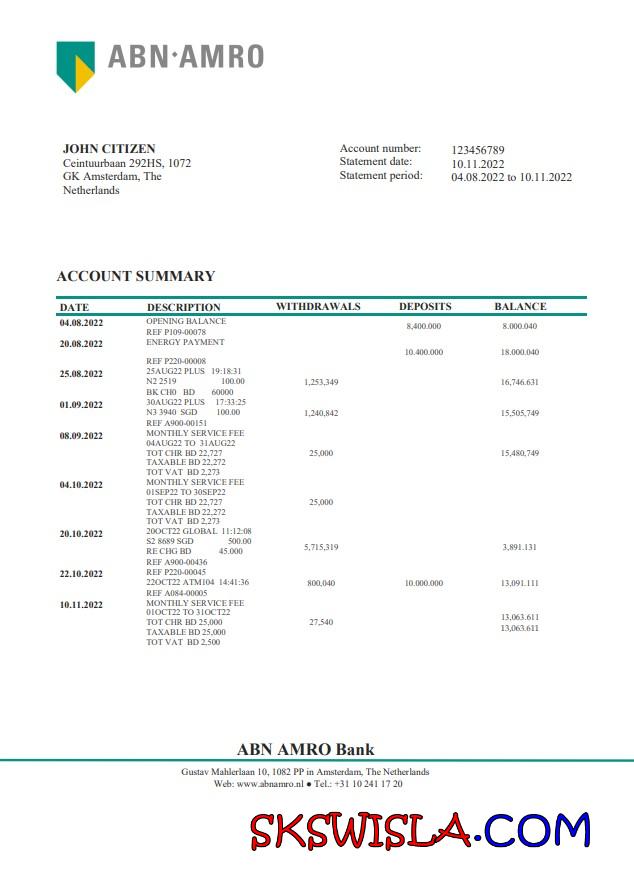 ABN·AMRO
JOHN CITIZEN
Ceintuurbaan 292HS, 1072
GK Amsterdam, The
Netherlands
Account number: 123456789
Statement date: 10.11.2022
Statement period: 04.08.2022 to 10.11.2022
ACCOUNT SUMMARY
DATE DESCRIPTION WITHDRAWALS DEPOSITS BALANCE
04.08.2022 OPENING BALANCE
8,400.000 8.000.040
REF P109-00078
20.08.2022 ENERGY PAYMENT
10.400.000 18.000.040
REF P220-00008
25.08.2022 25AUG22 PLUS 19:18:31
N2 2519 100.00 1,253,349 16,746.631
BK CH0 BD 60000
01.09.2022 30AUG22 PLUS 17:33:25
N3 3940 SGD 100.00 1,240,842 15,505,749
REF A900-00151
08.09.2022 MONTHLY SERVICE FEE
04AUG22 TO 31AUG22
TOT CHR BD 22,727 25,000 15,480,749
TAXABLE BD 22,272
TOT VAT BD 2,273
04.10.2022 MONTHLY SERVICE FEE
01SEP22 TO 30SEP22
TOT CHR BD 22,727 25,000
TAXABLE BD 22,272
TOT VAT BD 2,273
20.10.2022 20OCT22 GLOBAL 11:12:08
S2 8689 SGD 500.00
RE CHG BD 45.000 5,715,319 3,891.131
REF A900-00436
22.10.2022 REF P220-00045
22OCT22 ATM104 14:41:36 800,040 10.000.000 13,091.111
REF A084-00005
10.11.2022 MONTHLY SERVICE FEE
01OCT22 TO 31OCT22
13,063.611
TOT CHR BD 25,000 27,540
TAXABLE BD 25,000 13,063.611
TOT VAT BD 2,500
ABN AMRO Bank
Gustav Mahlerlaan 10, 1082 PP in Amsterdam, The Netherlands
Web: www.abnamro.nl ● Tel.: +31 10 241 17 20
SKSWISLA.COM